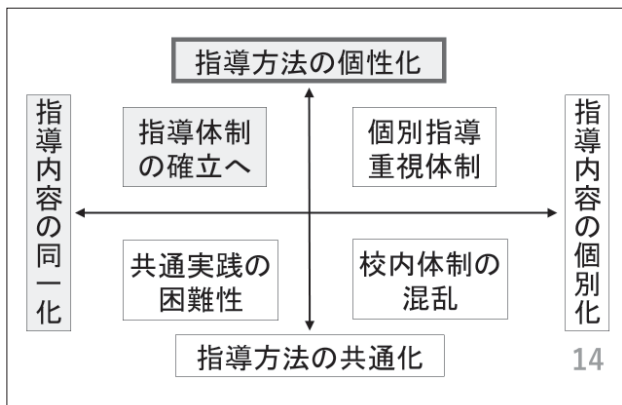 指導方法の個性化
指導内容の同一化
指導体制
の確立へ
個別指導
重視体制
指導内容の個別化
共通実践の
困難性
校内体制の
混乱
指導方法の共通化
14